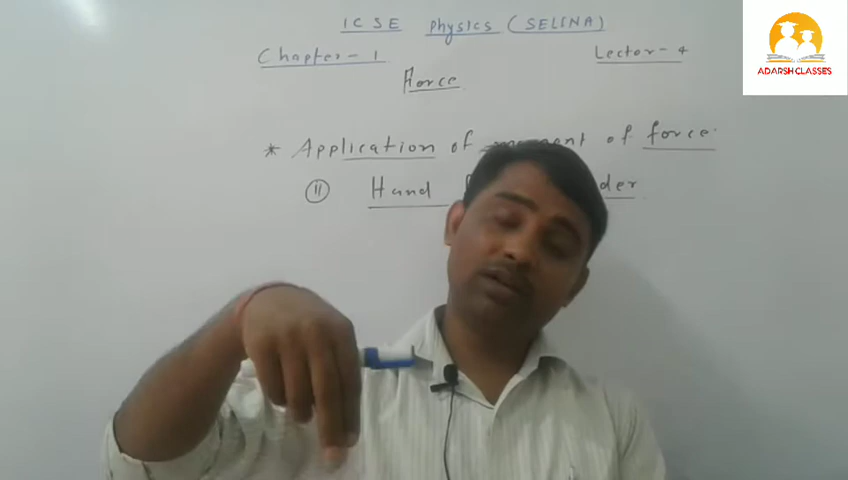 ICSE Physics (SELINA)
Chapter-1 Lector-4
Force
* Application of moment of force.
(ii) Hand
ADARSH CLASSES